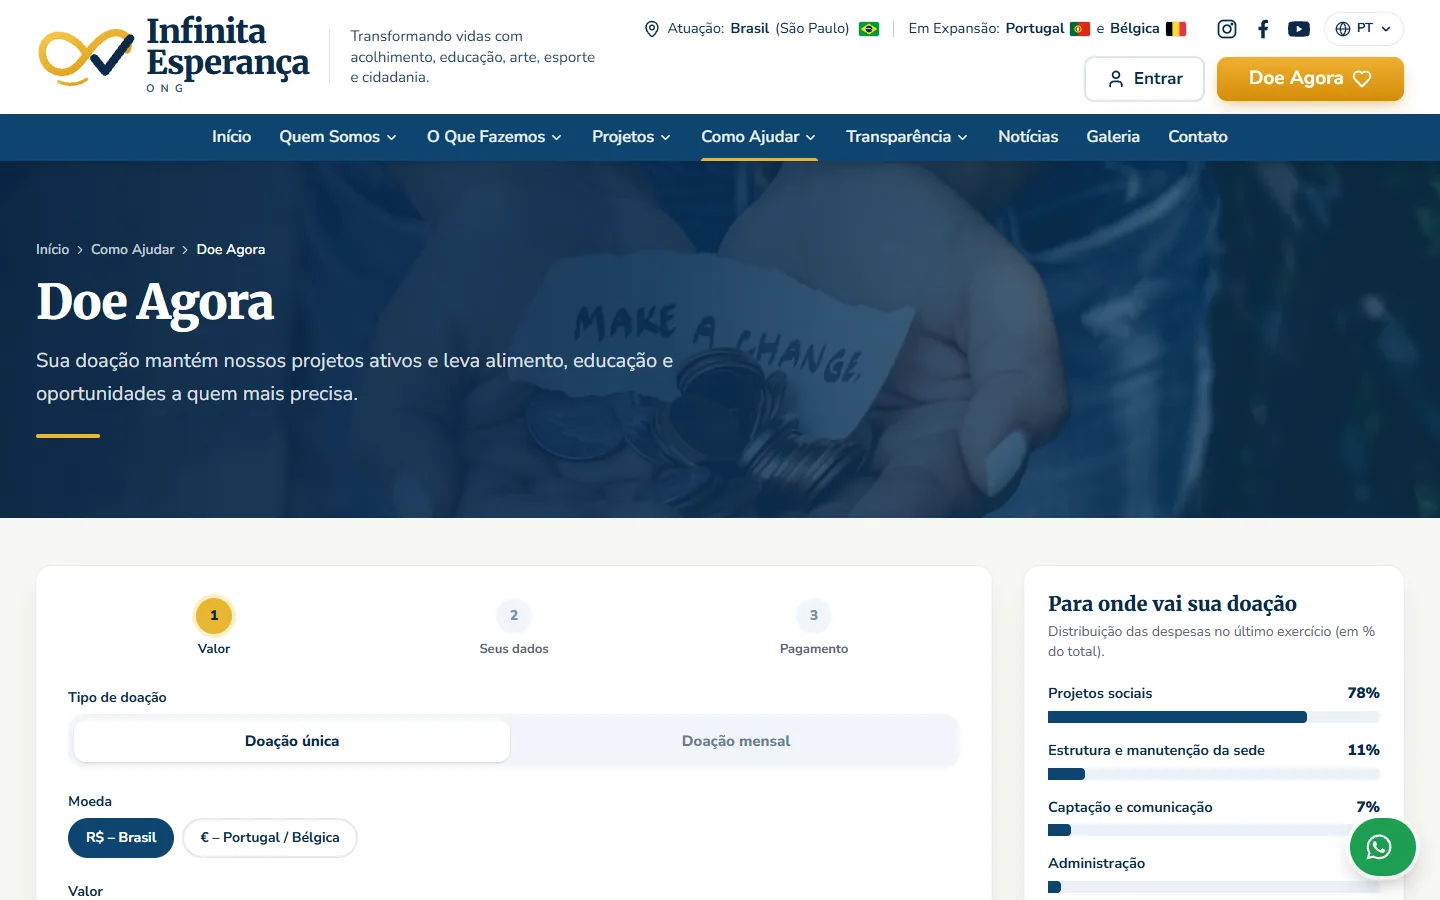 Infinita
Esperança
ONG
Transformando vidas com
acolhimento, educação, arte, esporte
e cidadania.
Atuação: Brasil (São Paulo)
Em Expansão: Portugal e Bélgica
PT
Entrar
Doe Agora
Início
Quem Somos
O Que Fazemos
Projetos
Como Ajudar
Transparência
Notícias
Galeria
Contato
Início > Como Ajudar > Doe Agora
Doe Agora
Sua doação mantém nossos projetos ativos e leva alimento, educação e
oportunidades a quem mais precisa.
MAKE A CHANGE.
1
Valor
2
Seus dados
3
Pagamento
Tipo de doação
Doação única
Doação mensal
Moeda
R$ – Brasil
€ – Portugal / Bélgica
Valor
Para onde vai sua doação
Distribuição das despesas no último exercício (em %
do total).
Projetos sociais 78%
Estrutura e manutenção da sede 11%
Captação e comunicação 7%
Administração